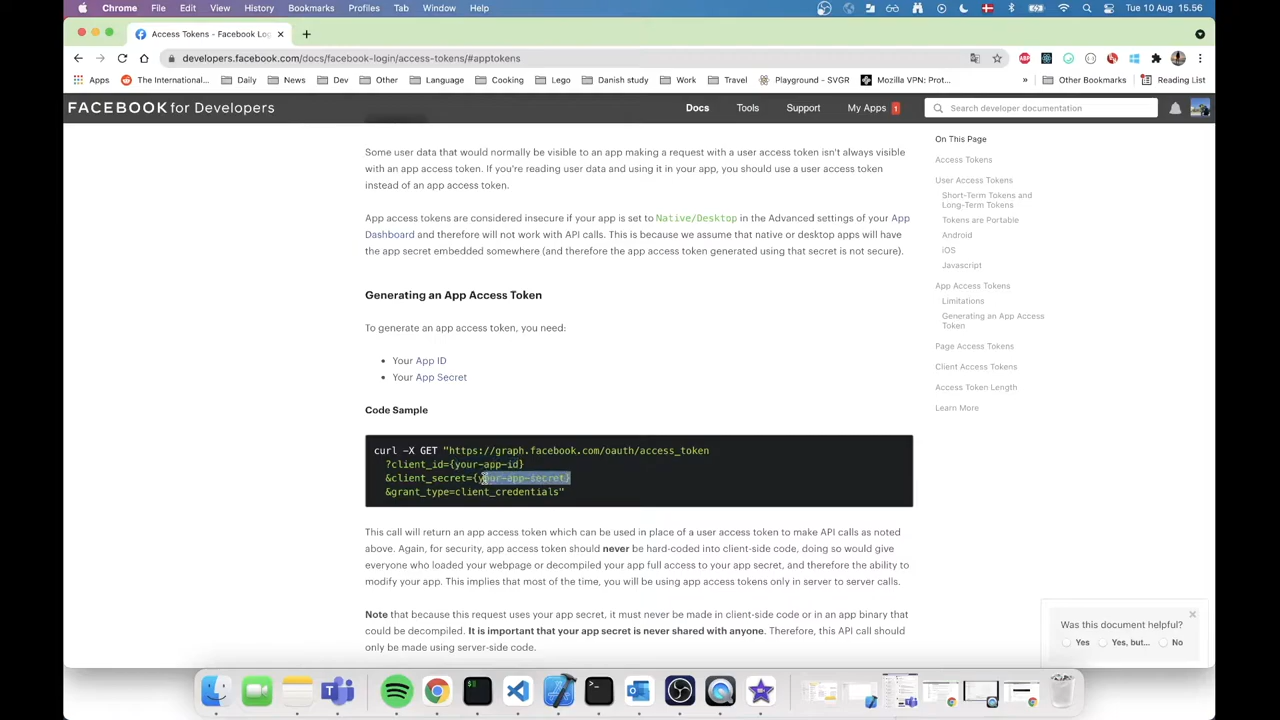 Chrome File Edit View History Bookmarks Profiles Tab Window Help Tue 10 Aug 15.56
Access Tokens - Facebook Log
developers.facebook.com/docs/facebook-login/access-tokens/#apptokens
Apps The International... Daily News Dev Other Language Cooking Lego Danish study Work Travel Playground - SVGR Mozilla VPN: Prot... » Other Bookmarks Reading List
FACEBOOK for Developers Docs Tools Support My Apps 1 Search developer documentation
Some user data that would normally be visible to an app making a request with a user access token isn't always visible
with an app access token. If you're reading user data and using it in your app, you should use a user access token
instead of an app access token.
App access tokens are considered insecure if your app is set to Native/Desktop in the Advanced settings of your App
Dashboard and therefore will not work with API calls. This is because we assume that native or desktop apps will have
the app secret embedded somewhere (and therefore the app access token generated using that secret is not secure).
Generating an App Access Token
To generate an app access token, you need:
• Your App ID
• Your App Secret
Code Sample
curl -X GET "https://graph.facebook.com/oauth/access_token
?client_id={your-app-id}
&client_secret={your-app-secret}
&grant_type=client_credentials"
This call will return an app access token which can be used in place of a user access token to make API calls as noted
above. Again, for security, app access token should never be hard-coded into client-side code, doing so would give
everyone who loaded your webpage or decompiled your app full access to your app secret, and therefore the ability to
modify your app. This implies that most of the time, you will be using app access tokens only in server to server calls.
Note that because this request uses your app secret, it must never be made in client-side code or in an app binary that
could be decompiled. It is important that your app secret is never shared with anyone. Therefore, this API call should
only be made using server-side code.
On This Page
Access Tokens
User Access Tokens
Short-Term Tokens and
Long-Term Tokens
Tokens are Portable
Android
iOS
Javascript
App Access Tokens
Limitations
Generating an App Access
Token
Page Access Tokens
Client Access Tokens
Access Token Length
Learn More
Was this document helpful?
Yes Yes, but... No